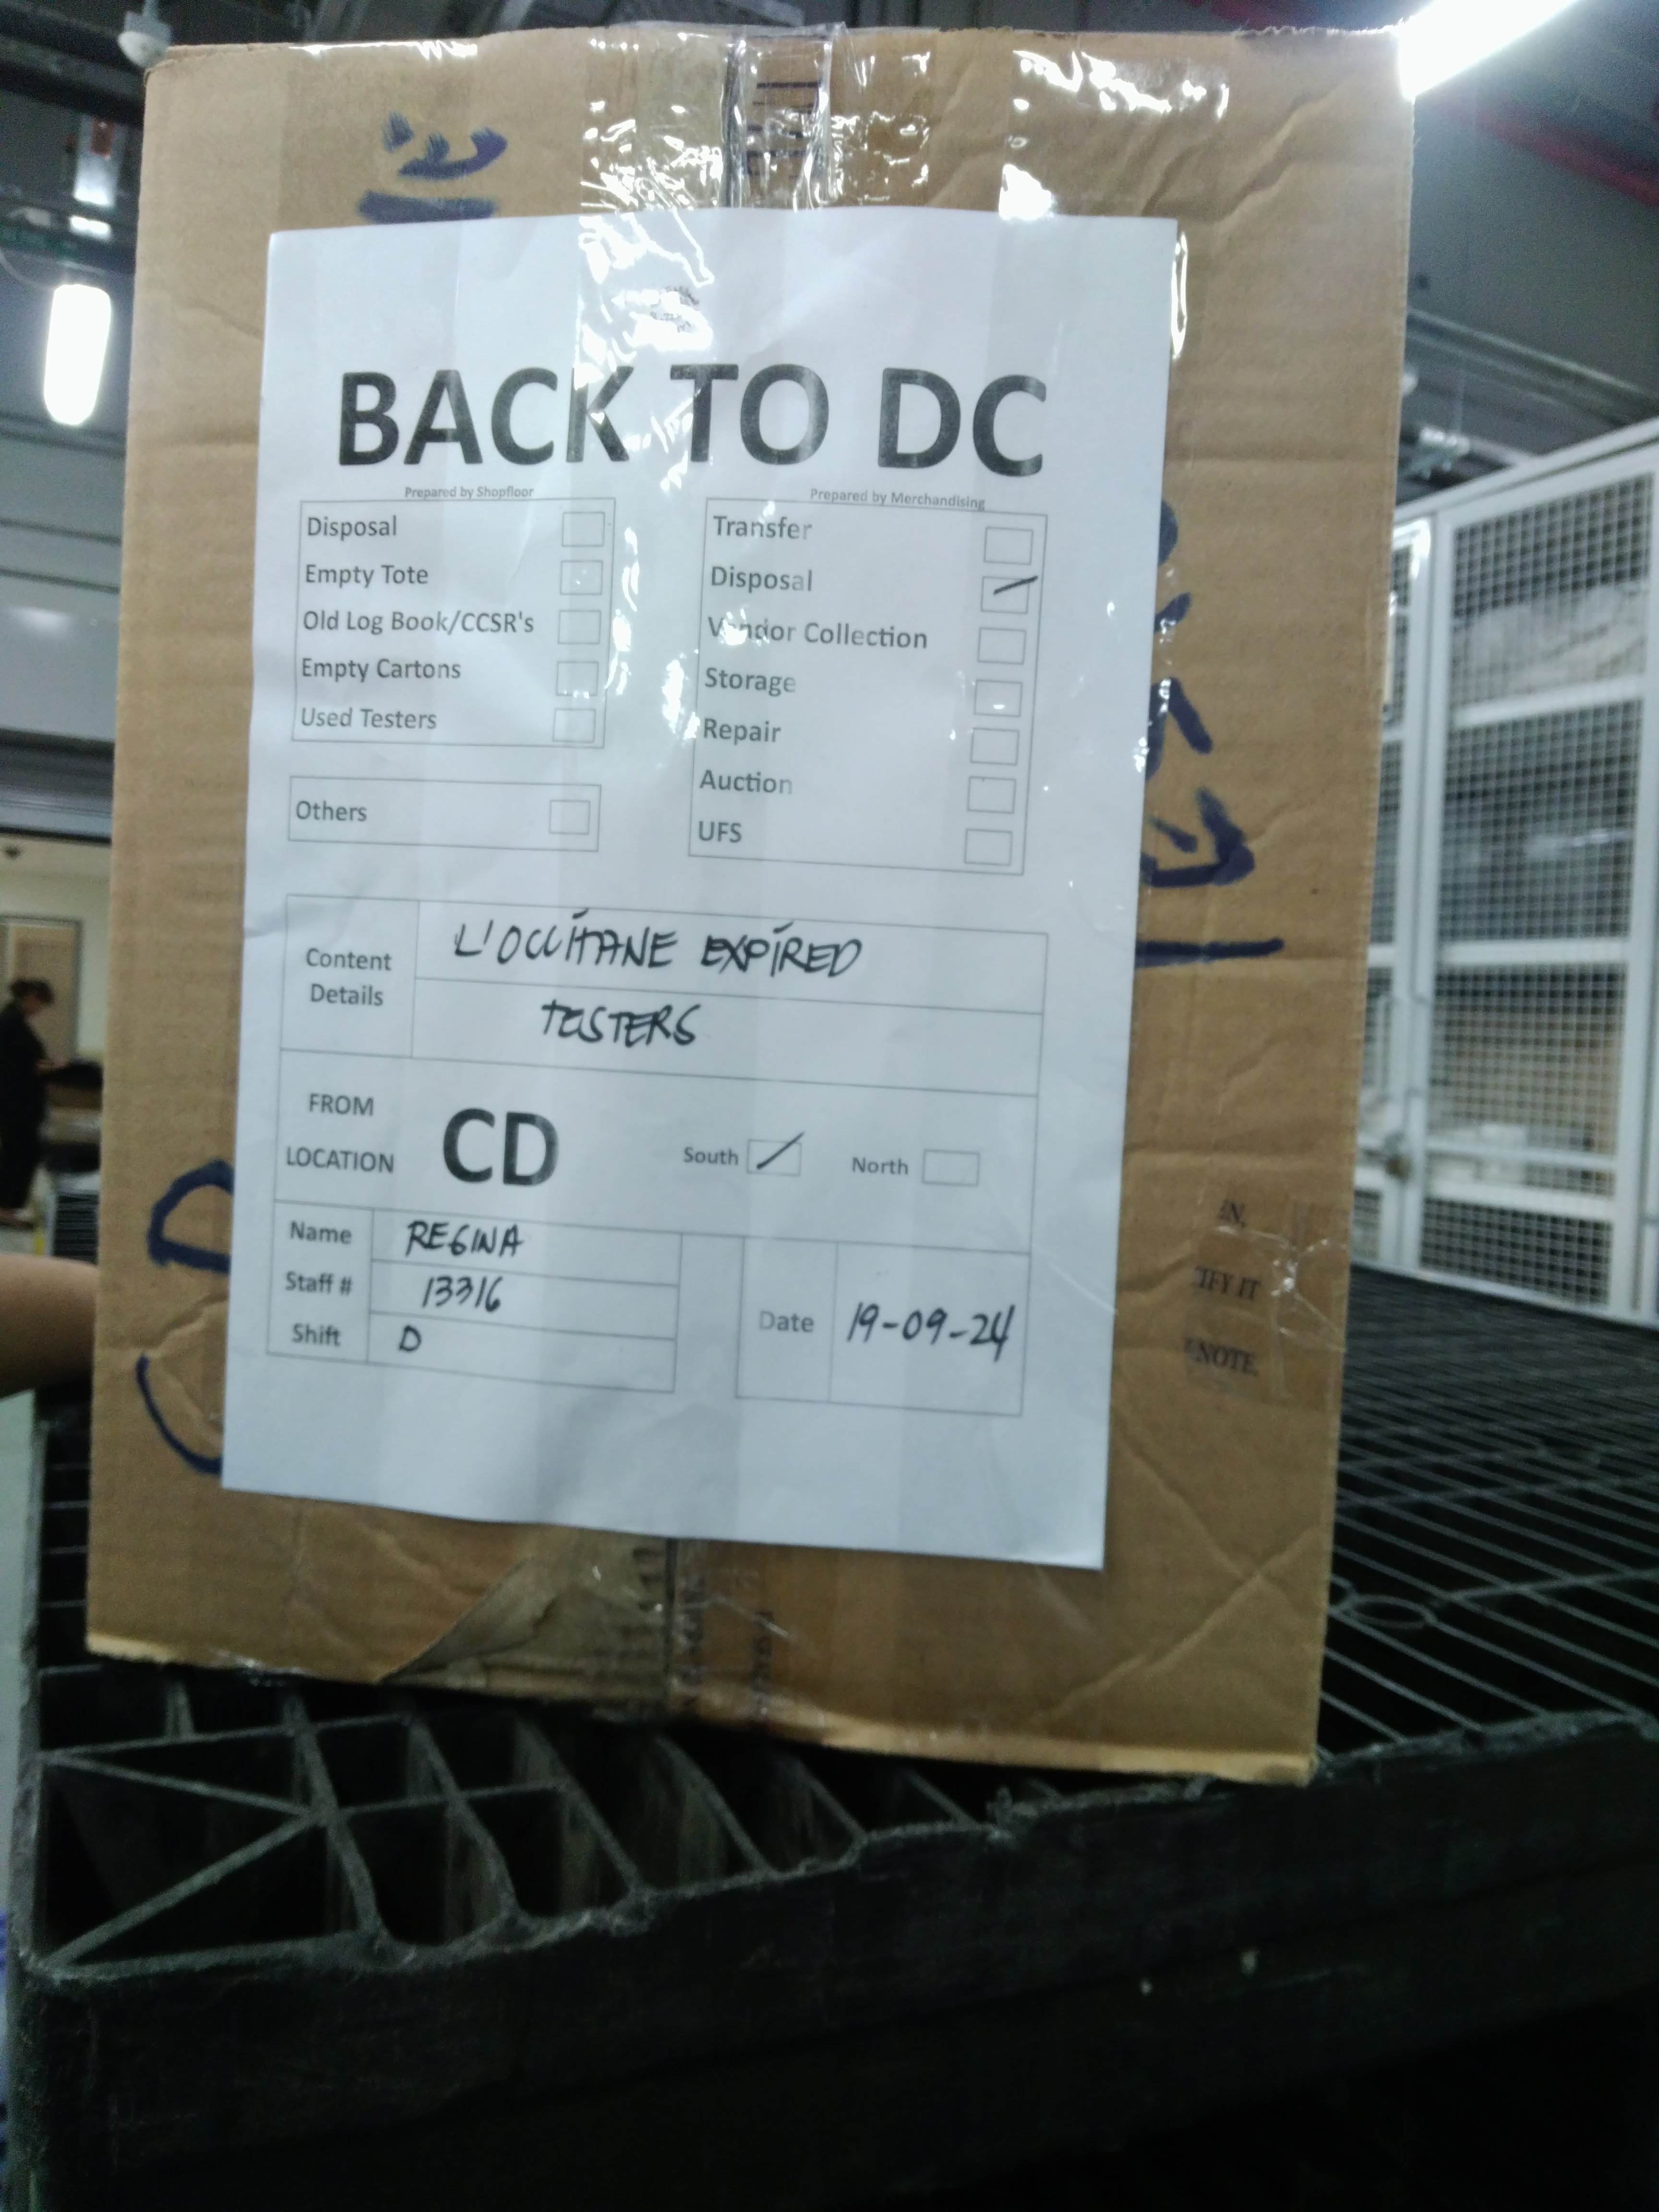 BACK TO DC
Prepared by Shopfloor
Disposal
Empty Tote
Old Log Book/CCSR's
Empty Cartons
Used Testers
Others
Prepared by Merchandising
Transfer
Disposal
Vendor Collection
Storage
Repair
Auction
UFS
Content Details
L'OCCITANE EXPIRED
TESTERS
FROM LOCATION
CD
South
North
Name REGINA
Staff # 13316
Shift D
Date 19-09-24
NOTE